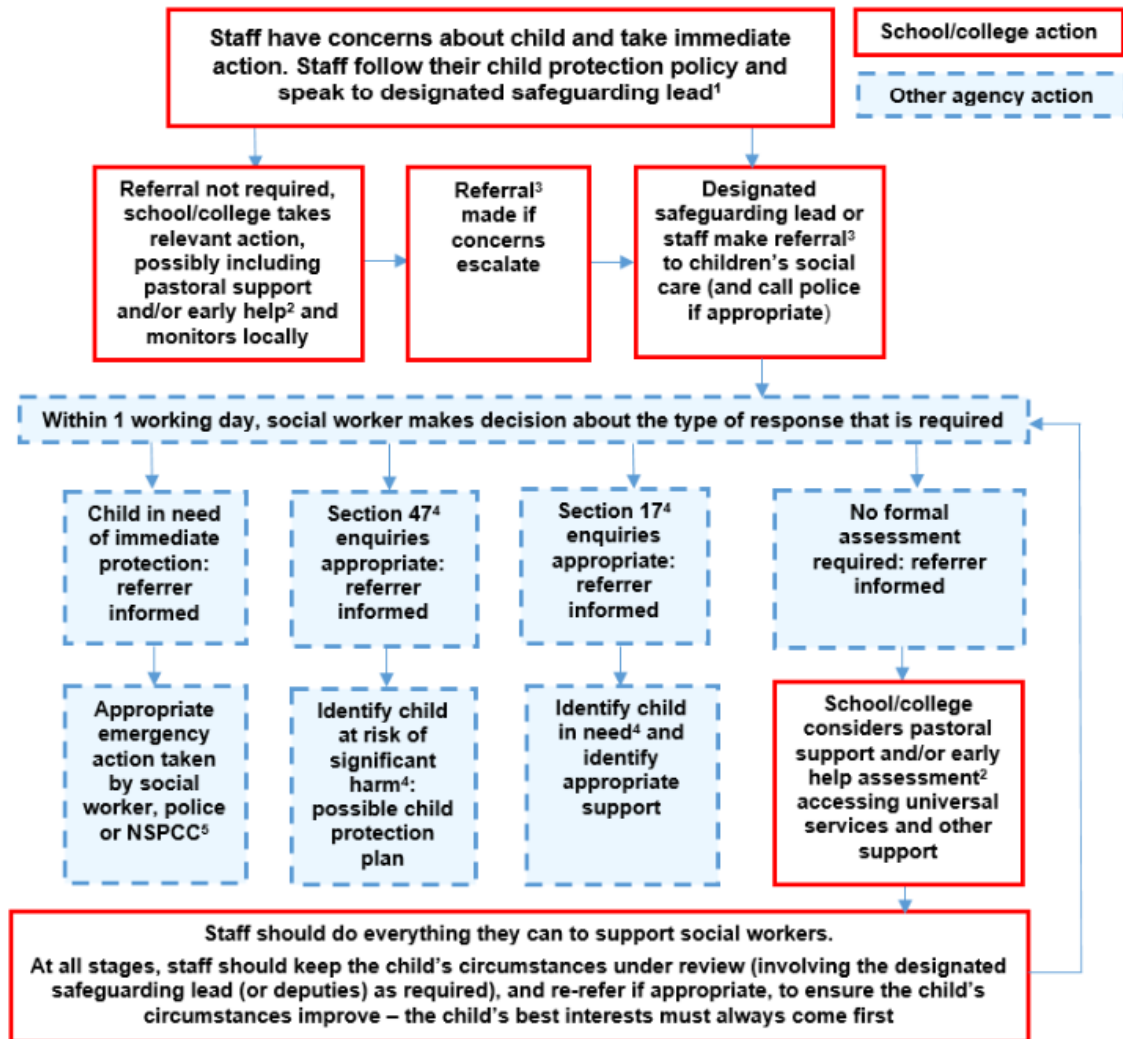 Staff have concerns about child and take immediate
action. Staff follow their child protection policy and
speak to designated safeguarding lead¹
School/college action
Other agency action
Referral not required,
school/college takes
relevant action,
possibly including
pastoral support
and/or early help² and
monitors locally
Referral³
made if
concerns
escalate
Designated
safeguarding lead or
staff make referral³
to children's social
care (and call police
if appropriate)
Within 1 working day, social worker makes decision about the type of response that is required
Child in need
of immediate
protection:
referrer
informed
Section 47⁴
enquiries
appropriate:
referrer
informed
Section 17⁴
enquiries
appropriate:
referrer
informed
No formal
assessment
required: referrer
informed
Appropriate
emergency
action taken
by social
worker, police
or NSPCC⁵
Identify child
at risk of
significant
harm⁴:
possible child
protection
plan
Identify child
in need⁴ and
identify
appropriate
support
School/college
considers pastoral
support and/or early
help assessment²
accessing universal
services and other
support
Staff should do everything they can to support social workers.
At all stages, staff should keep the child's circumstances under review (involving the designated
safeguarding lead (or deputies) as required), and re-refer if appropriate, to ensure the child's
circumstances improve – the child's best interests must always come first